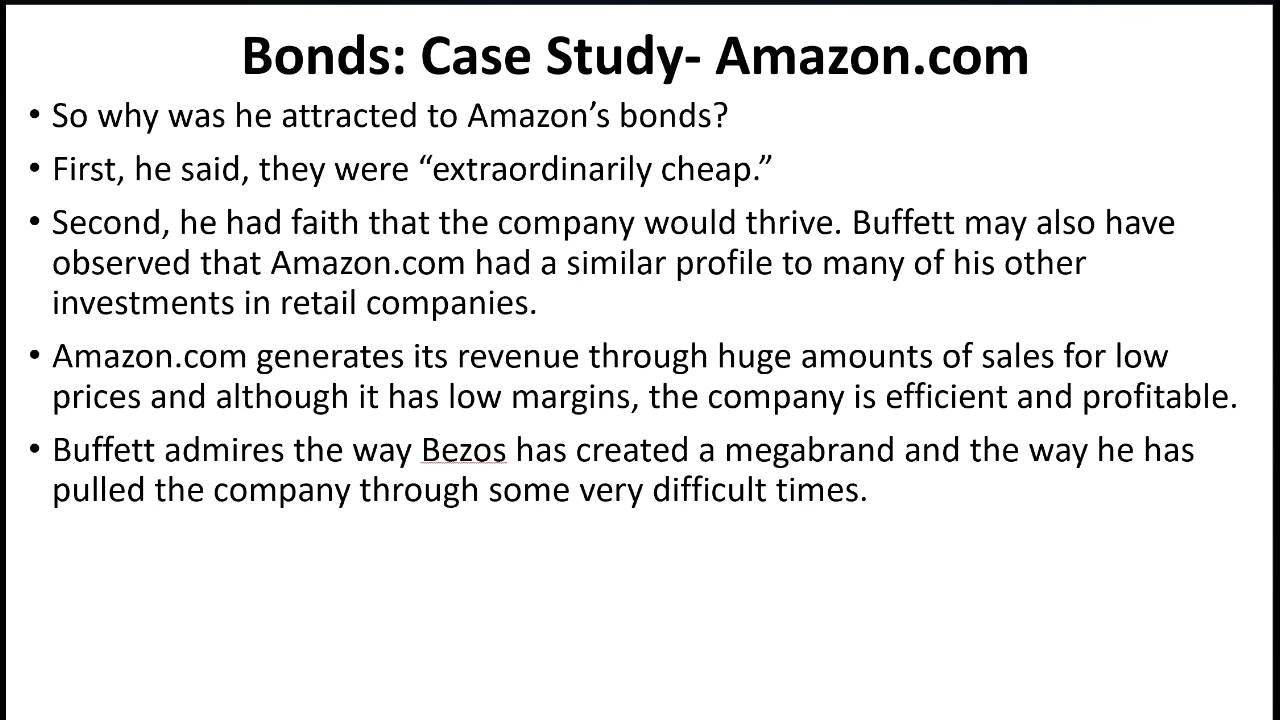 Bonds: Case Study- Amazon.com
• So why was he attracted to Amazon’s bonds?
• First, he said, they were “extraordinarily cheap.”
• Second, he had faith that the company would thrive. Buffett may also have
observed that Amazon.com had a similar profile to many of his other
investments in retail companies.
• Amazon.com generates its revenue through huge amounts of sales for low
prices and although it has low margins, the company is efficient and profitable.
• Buffett admires the way Bezos has created a megabrand and the way he has
pulled the company through some very difficult times.